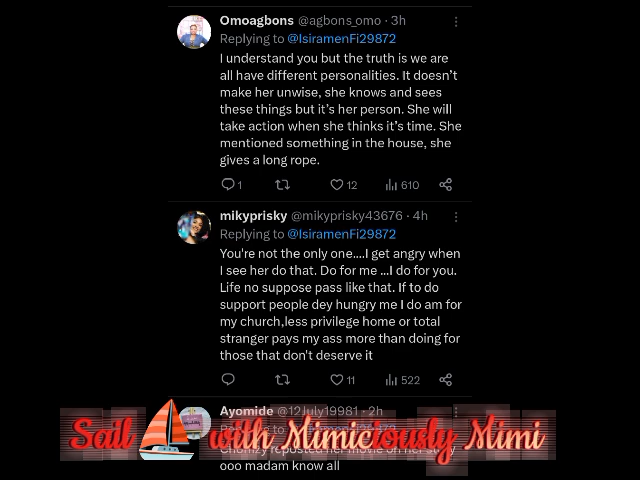 Omoagbons @agbons_omo · 3h
Replying to @IsiramenFi29872
I understand you but the truth is we are
all have different personalities. It doesn't
make her unwise, she knows and sees
these things but it's her person. She will
take action when she thinks it's time. She
mentioned something in the house, she
gives a long rope.
1 12 610
mikyprisky @mikyprisky43676 · 4h
Replying to @IsiramenFi29872
You're not the only one....I get angry when
I see her do that. Do for me ...I do for you.
Life no suppose pass like that. If to do
support people dey hungry me I do am for
my church,less privilege home or total
stranger pays my ass more than doing for
those that don't deserve it
11 522
Ayomide @12July19981 · 2h
Sail with Mimiciously Mimi
reposted her movie on her story
ooo madam know all